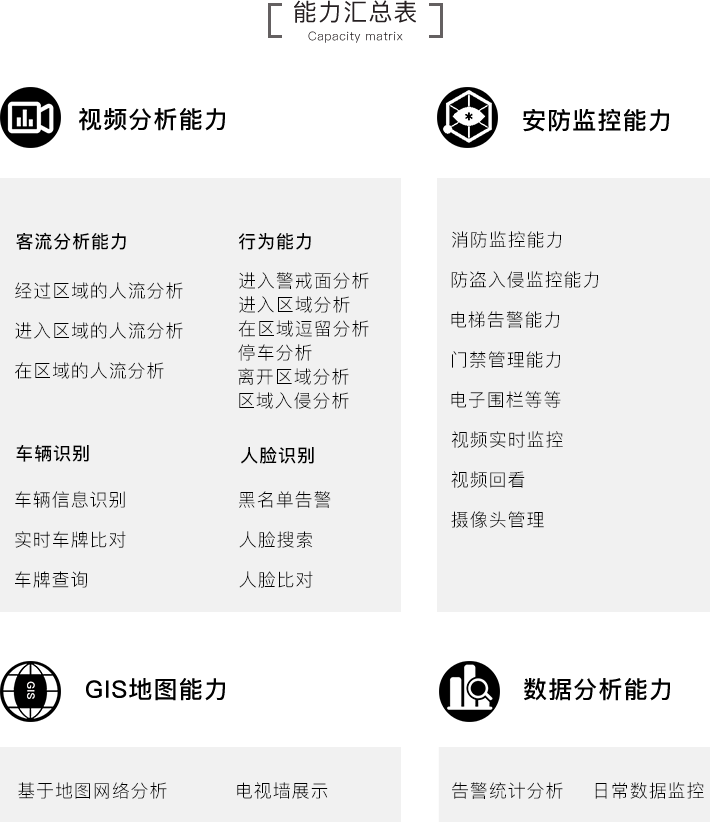 能力汇总表
Capacity matrix
视频分析能力
客流分析能力
经过区域的人流分析
进入区域的人流分析
在区域的人流分析
行为能力
进入警戒面分析
进入区域分析
在区域逗留分析
停车分析
离开区域分析
区域入侵分析
车辆识别
车辆信息识别
实时车牌比对
车牌查询
人脸识别
黑名单告警
人脸搜索
人脸比对
安防监控能力
消防监控能力
防盗入侵监控能力
电梯告警能力
门禁管理能力
电子围栏等等
视频实时监控
视频回看
摄像头管理
GIS
GIS地图能力
基于地图网络分析
电视墙展示
数据分析能力
告警统计分析
日常数据监控